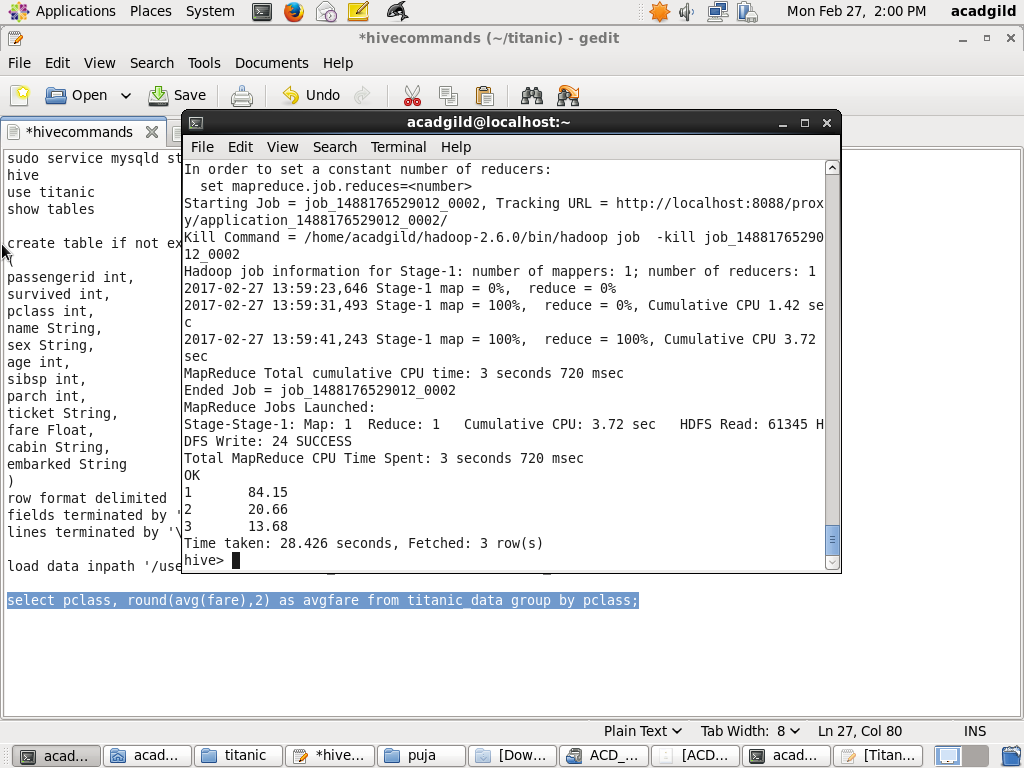 Applications Places System Mon Feb 27, 2:00 PM acadgild
*hivecommands (~/titanic) - gedit
File Edit View Search Tools Documents Help
Open Save Undo
*hivecommands
sudo service mysqld st
hive
use titanic
show tables
create table if not ex
(
passengerid int,
survived int,
pclass int,
name String,
sex String,
age int,
sibsp int,
parch int,
ticket String,
fare Float,
cabin String,
embarked String
)
row format delimited
fields terminated by '
lines terminated by '\
load data inpath '/use
select pclass, round(avg(fare),2) as avgfare from titanic_data group by pclass;
acadgild@localhost:~
File Edit View Search Terminal Help
In order to set a constant number of reducers:
set mapreduce.job.reduces=<number>
Starting Job = job_1488176529012_0002, Tracking URL = http://localhost:8088/prox
y/application_1488176529012_0002/
Kill Command = /home/acadgild/hadoop-2.6.0/bin/hadoop job  -kill job_14881765290
12_0002
Hadoop job information for Stage-1: number of mappers: 1; number of reducers: 1
2017-02-27 13:59:23,646 Stage-1 map = 0%,  reduce = 0%
2017-02-27 13:59:31,493 Stage-1 map = 100%,  reduce = 0%, Cumulative CPU 1.42 se
c
2017-02-27 13:59:41,243 Stage-1 map = 100%,  reduce = 100%, Cumulative CPU 3.72
sec
MapReduce Total cumulative CPU time: 3 seconds 720 msec
Ended Job = job_1488176529012_0002
MapReduce Jobs Launched:
Stage-Stage-1: Map: 1  Reduce: 1   Cumulative CPU: 3.72 sec   HDFS Read: 61345 H
DFS Write: 24 SUCCESS
Total MapReduce CPU Time Spent: 3 seconds 720 msec
OK
1 84.15
2 20.66
3 13.68
Time taken: 28.426 seconds, Fetched: 3 row(s)
hive>
Plain Text Tab Width: 8 Ln 27, Col 80 INS
acad... acad... titanic *hive... puja [Dow... ACD_... [ACD... acad... [Titan...